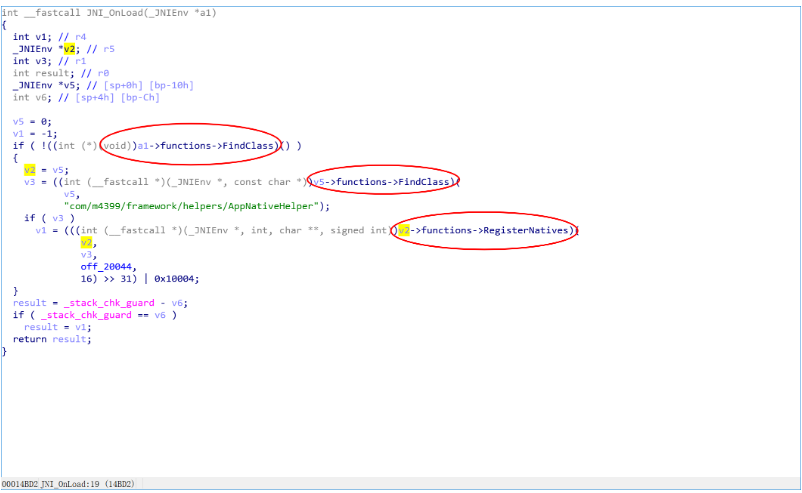 int __fastcall JNI_OnLoad(_JNIEnv *a1)
{
int v1; // r4
_JNIEnv *v2; // r5
int v3; // r1
int result; // r0
_JNIEnv *v5; // [sp+0h] [bp-10h]
int v6; // [sp+4h] [bp-Ch]
v5 = 0;
v1 = -1;
if ( !((int (*)(void))a1->functions->FindClass)() )
{
v2 = v5;
v3 = ((int (__fastcall *)(_JNIEnv *, const char *))v5->functions->FindClass)(
v5,
"com/m4399/framework/helpers/AppNativeHelper");
if ( v3 )
v1 = (((int (__fastcall *)(_JNIEnv *, int, char **, signed int))v2->functions->RegisterNatives)(
v2,
v3,
off_20044,
16) >> 31) | 0x10004;
}
result = _stack_chk_guard - v6;
if ( _stack_chk_guard == v6 )
result = v1;
return result;
}
00014BD2 JNI_OnLoad:19 (14BD2)